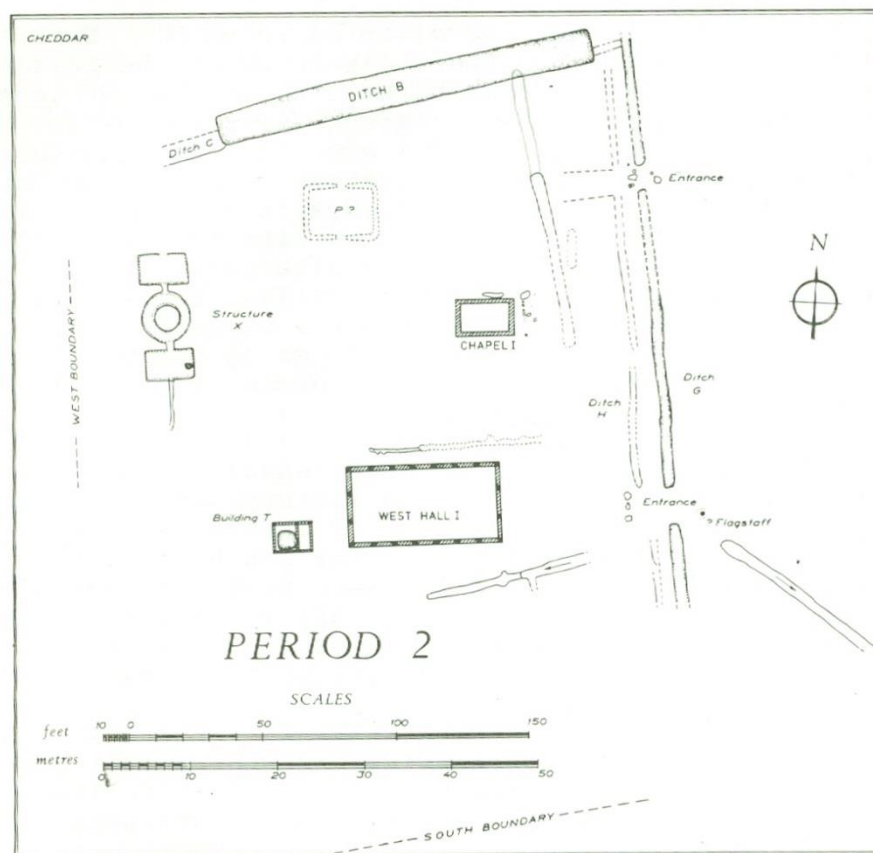 CHEDDAR
DITCH B
Ditch C
P ?
Entrance
N
Structure
X
CHAPEL I
WEST BOUNDARY
Ditch
H
Ditch
G
Building T
WEST HALL I
Entrance
? Flagstaff
PERIOD 2
SCALES
feet
10 0 50 100 150
metres
0 10 20 30 40 50
SOUTH BOUNDARY